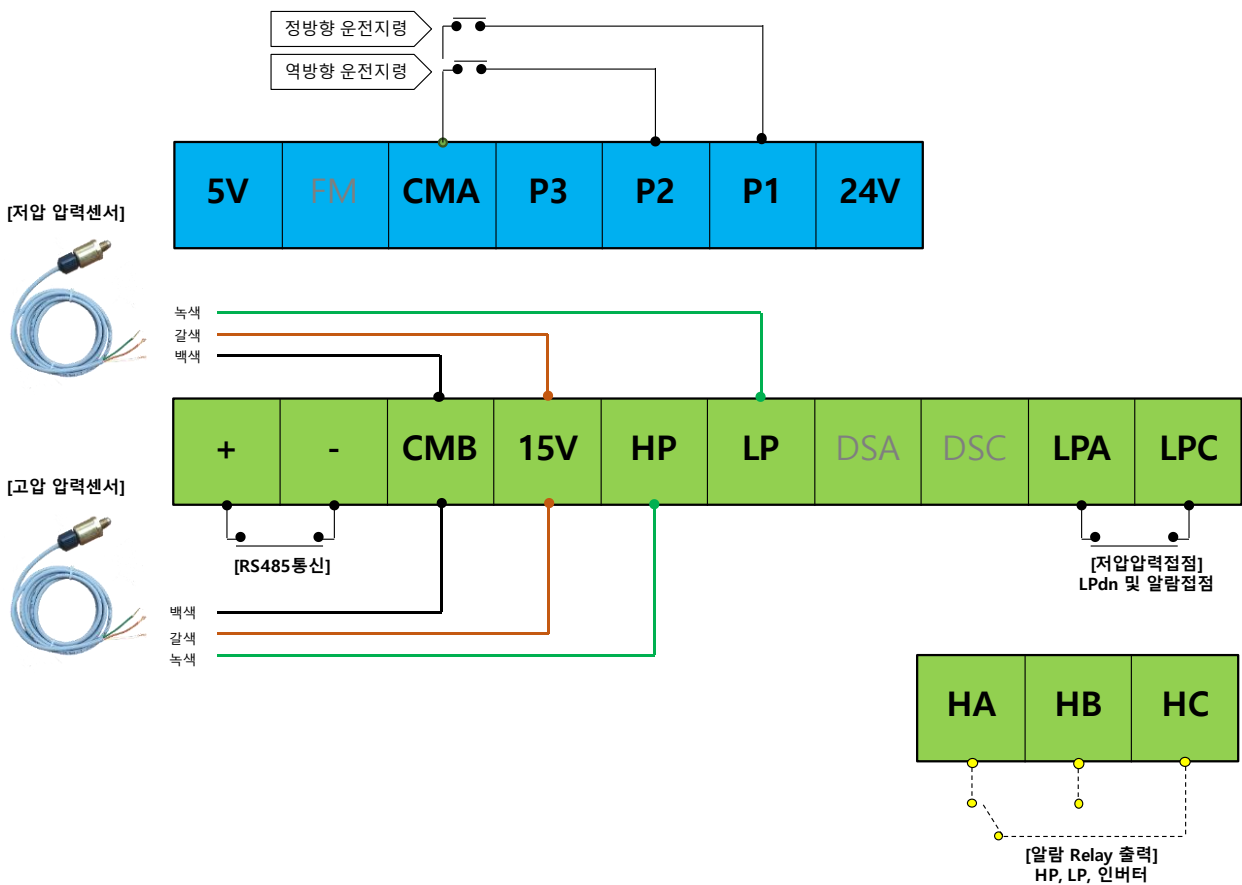 정방향 운전지령
역방향 운전지령
5V FM CMA P3 P2 P1 24V
[저압 압력센서]
녹색
갈색
백색
+ - CMB 15V HP LP DSA DSC LPA LPC
[고압 압력센서]
[RS485통신]
[저압압력접점]
LPdn 및 알람접점
백색
갈색
녹색
HA HB HC
[알람 Relay 출력]
HP, LP, 인버터